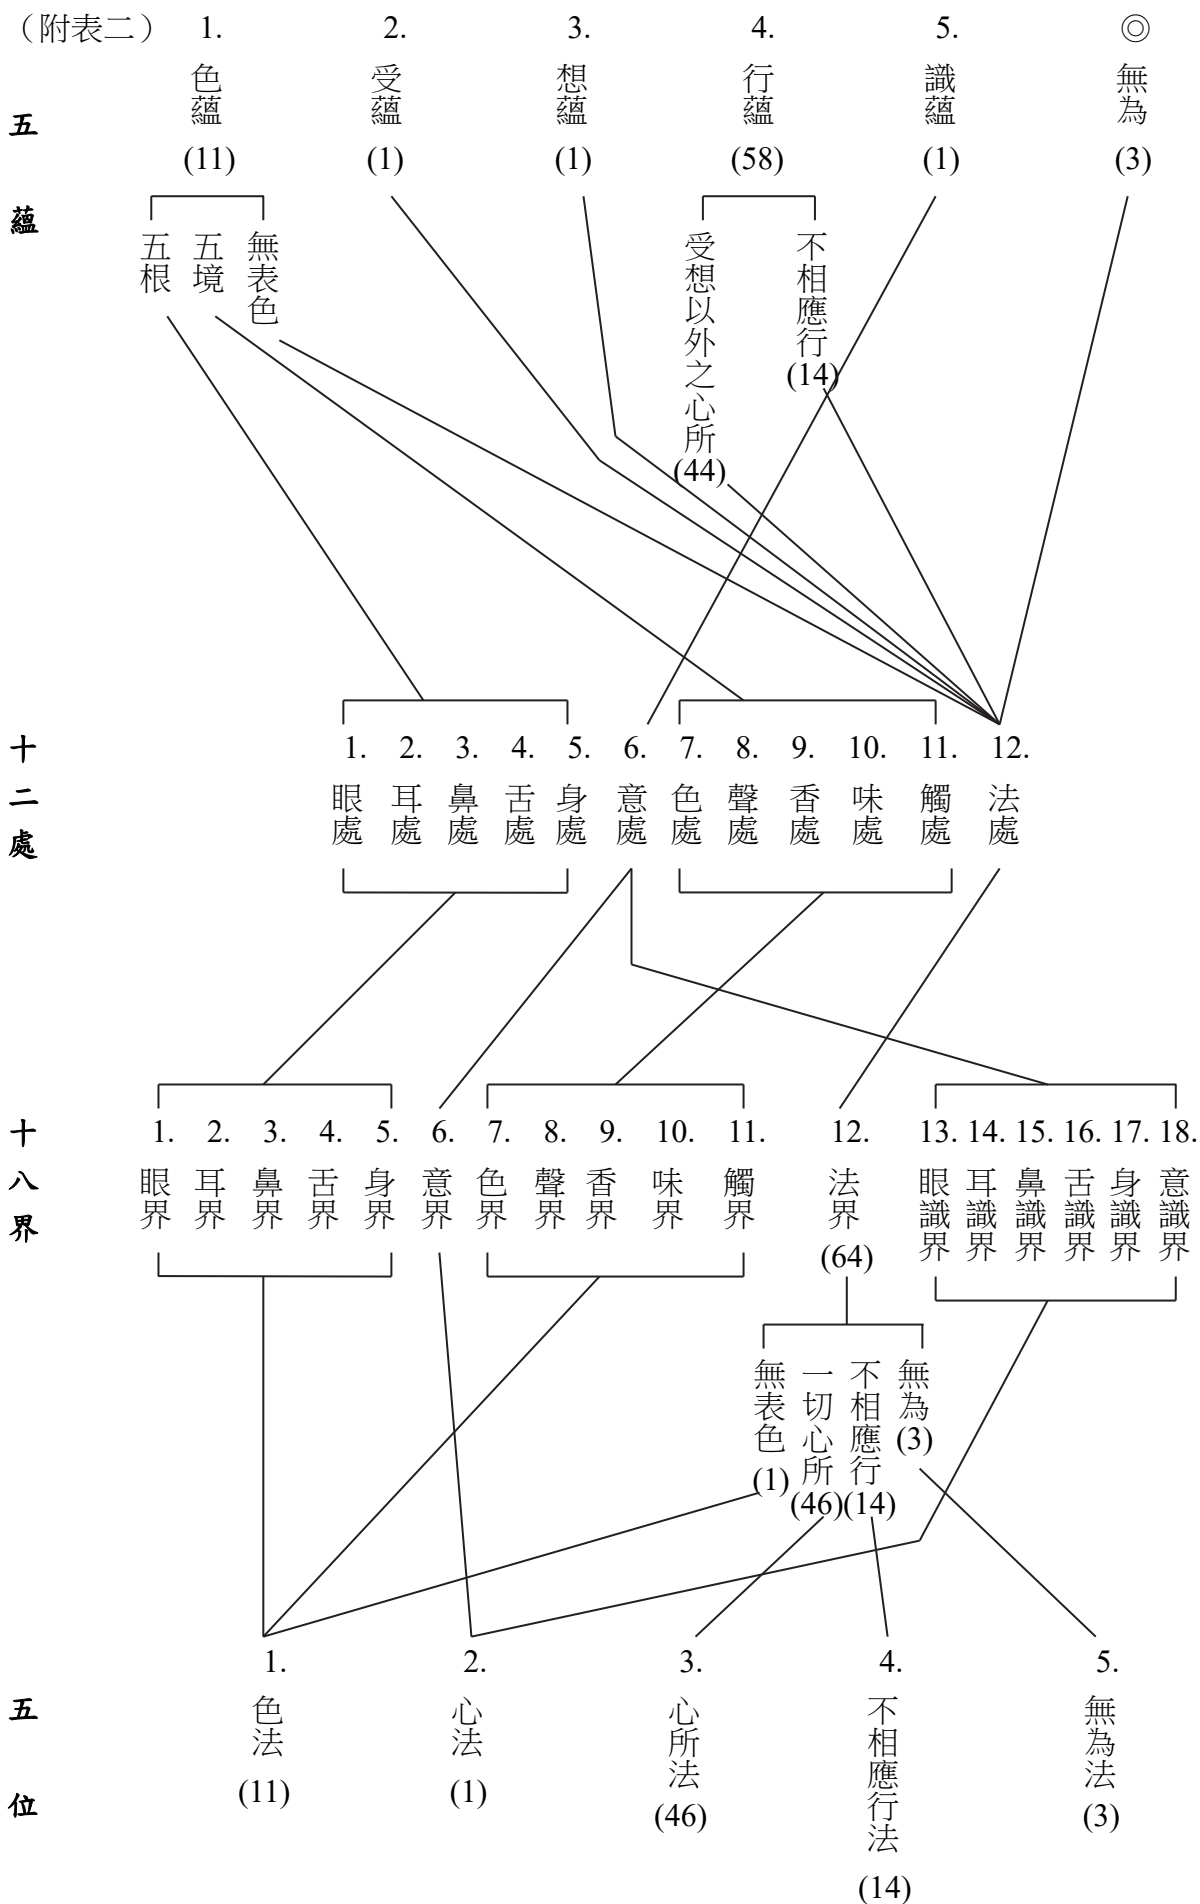 （附表二） 1. 2. 3. 4. 5. ◎
五蘊
色蘊(11) 受蘊(1) 想蘊(1) 行蘊(58) 識蘊(1) 無為(3)
五根 五境 無表色 受想以外之心所(44) 不相應行(14)
十二處
1. 2. 3. 4. 5. 6. 7. 8. 9. 10. 11. 12.
眼處 耳處 鼻處 舌處 身處 意處 色處 聲處 香處 味處 觸處 法處
十八界
1. 2. 3. 4. 5. 6. 7. 8. 9. 10. 11. 12. 13. 14. 15. 16. 17. 18.
眼界 耳界 鼻界 舌界 身界 意界 色界 聲界 香界 味界 觸界 法界(64) 眼識界 耳識界 鼻識界 舌識界 身識界 意識界
無表色(1) 一切心所(46) 不相應行(14) 無為(3)
五位
1. 2. 3. 4. 5.
色法(11) 心法(1) 心所法(46) 不相應行法(14) 無為法(3)